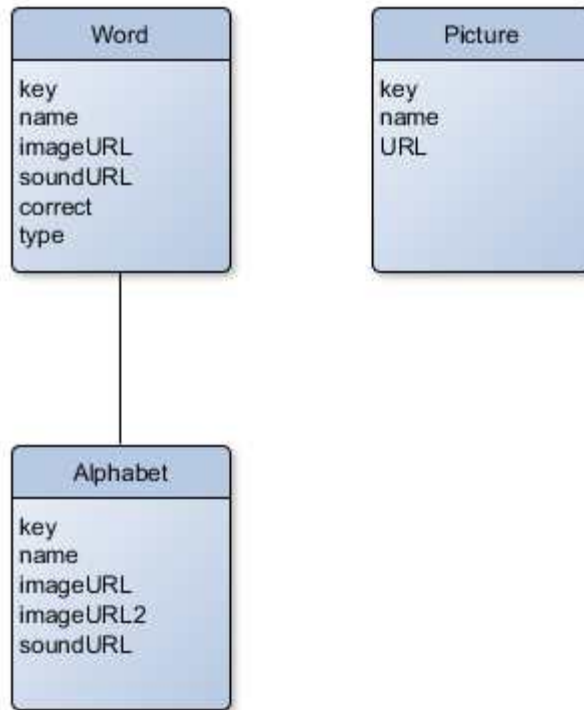 Word
key
name
imageURL
soundURL
correct
type
Picture
key
name
URL
Alphabet
key
name
imageURL
imageURL2
soundURL